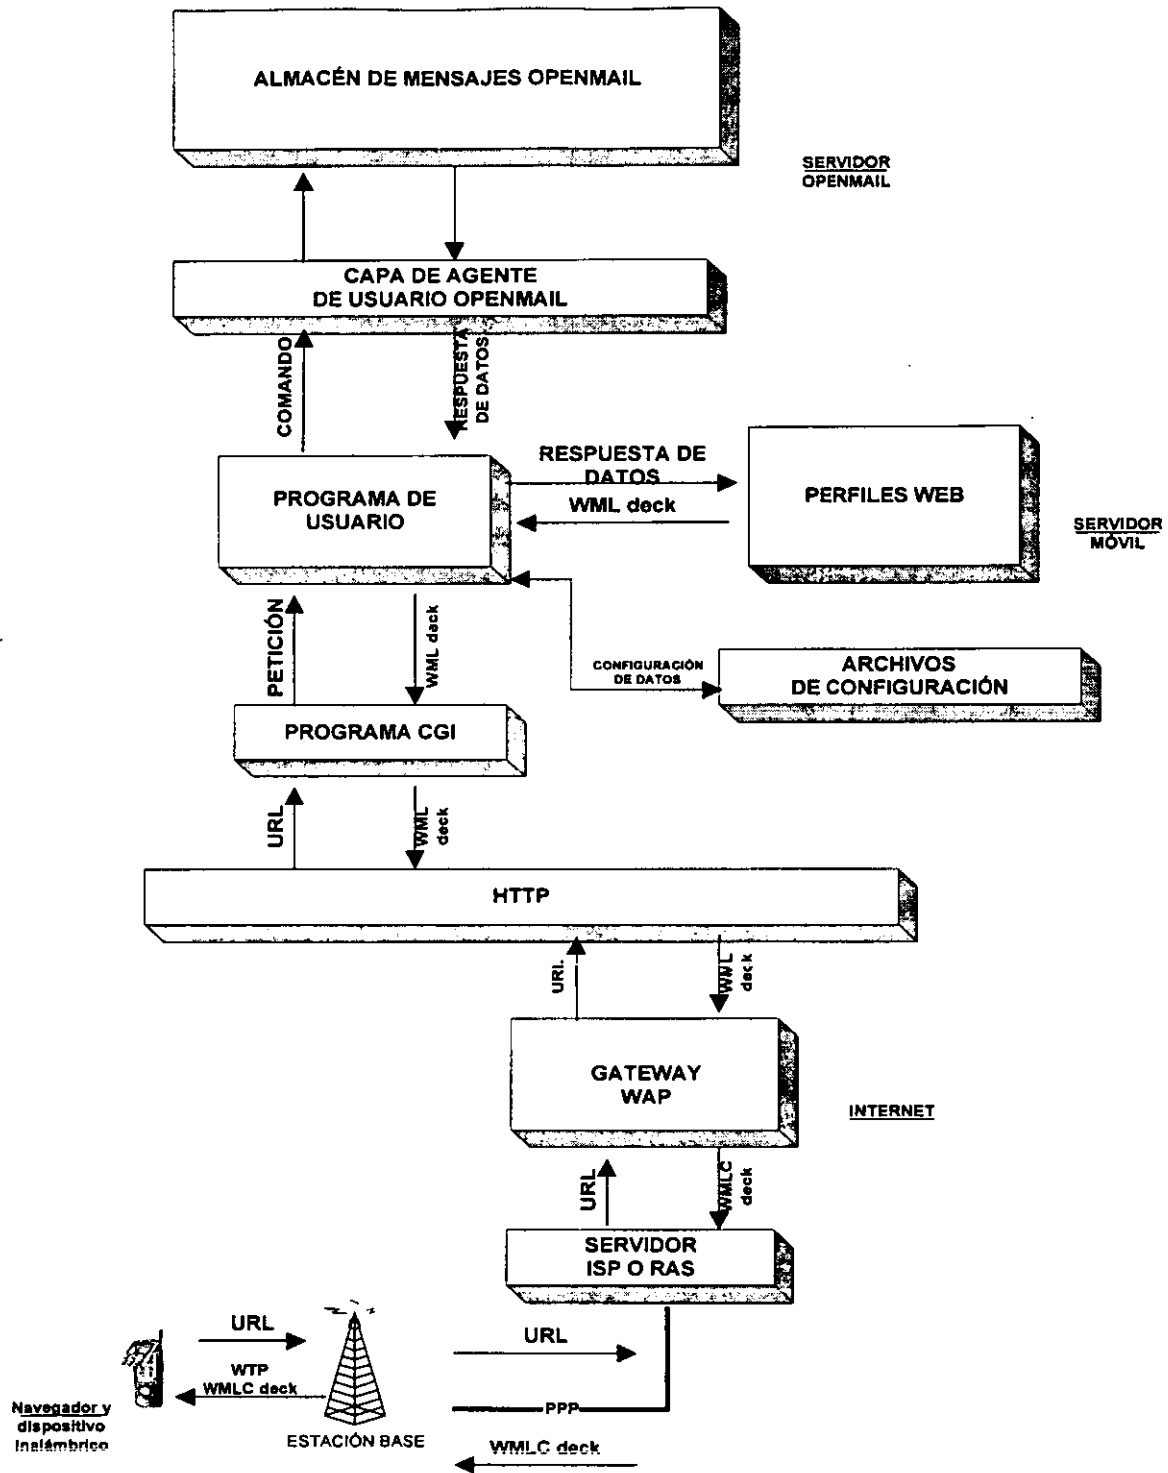 ALMACÉN DE MENSAJES OPENMAIL
SERVIDOR
OPENMAIL
CAPA DE AGENTE
DE USUARIO OPENMAIL
COMANDO
RESPUESTA
DE DATOS
RESPUESTA DE
DATOS
WML deck
PROGRAMA DE
USUARIO
PERFILES WEB
SERVIDOR
MÓVIL
PETICIÓN
WML deck
CONFIGURACIÓN
DE DATOS
ARCHIVOS
DE CONFIGURACIÓN
PROGRAMA CGI
URL
WML
deck
HTTP
URL
WML
deck
GATEWAY
WAP
INTERNET
URL
WMLC
deck
SERVIDOR
ISP O RAS
URL
URL
WTP
WMLC deck
PPP
Navegador y
dispositivo
Inalámbrico
ESTACIÓN BASE
WMLC deck